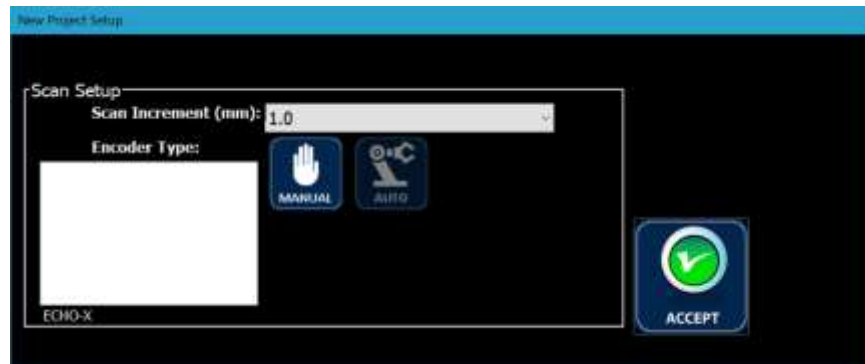 New Project Setup
Scan Setup
Scan Increment (mm): 1.0
Encoder Type:
MANUAL AUTO
ECHO-X
ACCEPT